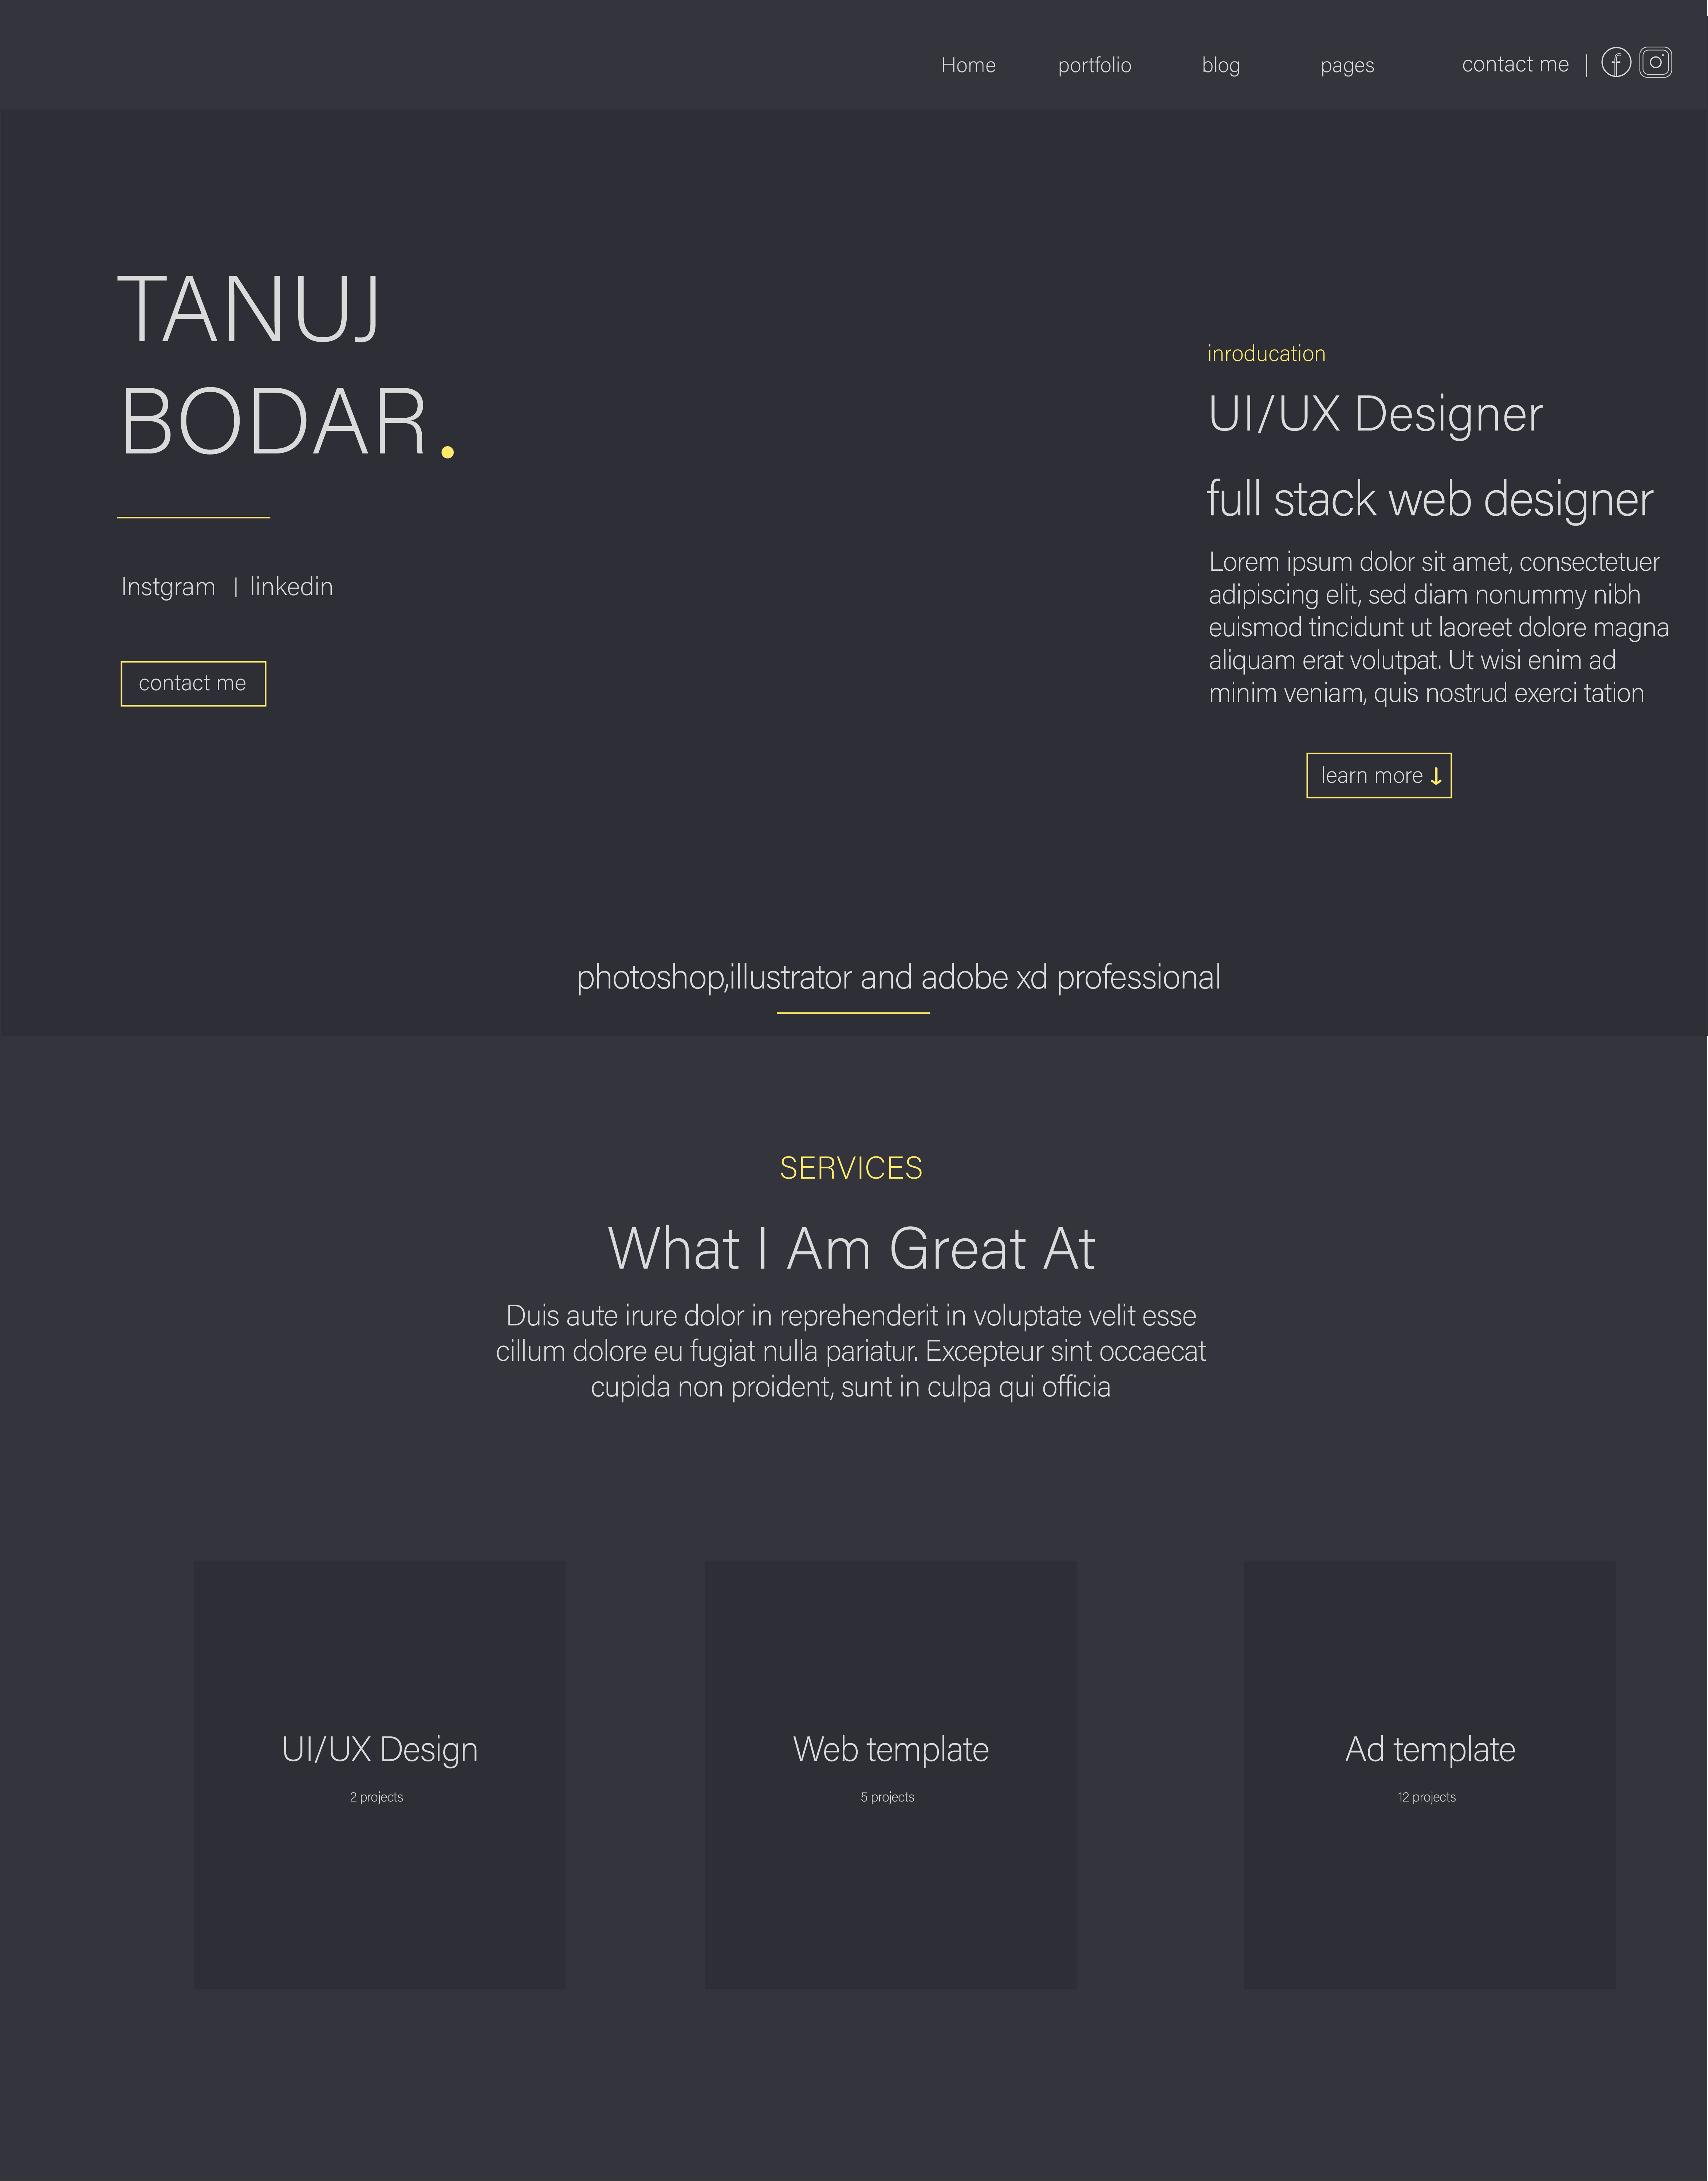 Home portfolio blog pages contact me |
TANUJ
BODAR.
Instgram | linkedin
contact me
inroducation
UI/UX Designer
full stack web designer
Lorem ipsum dolor sit amet, consectetuer
adipiscing elit, sed diam nonummy nibh
euismod tincidunt ut laoreet dolore magna
aliquam erat volutpat. Ut wisi enim ad
minim veniam, quis nostrud exerci tation
learn more ↓
photoshop,illustrator and adobe xd professional
SERVICES
What I Am Great At
Duis aute irure dolor in reprehenderit in voluptate velit esse
cillum dolore eu fugiat nulla pariatur. Excepteur sint occaecat
cupida non proident, sunt in culpa qui officia
UI/UX Design
2 projects
Web template
5 projects
Ad template
12 projects